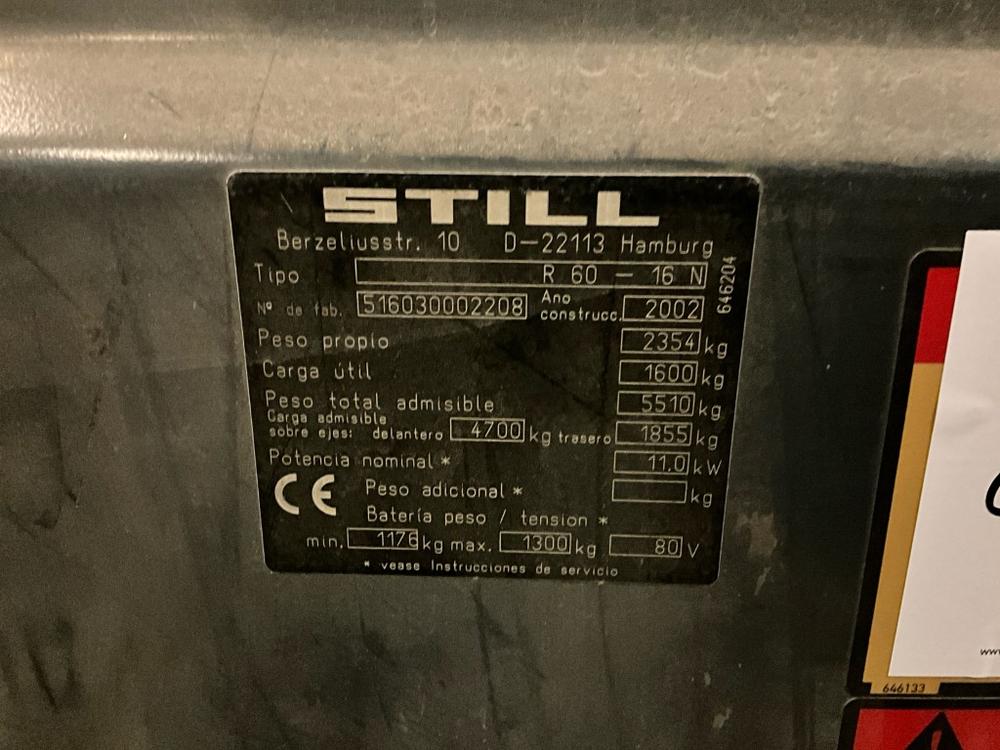 STILL
Berzeliusstr. 10 D-22113 Hamburg
Tipo R 60 - 16 N
Nº de fab. 516030002208 Ano construcc. 2002
Peso propio 2354 kg
Carga útil 1600 kg
Peso total admisible 5510 kg
Carga admisible
sobre ejes: delantero 4700 kg trasero 1855 kg
Potencia nominal * 11.0 kW
CE Peso adicional * kg
Batería peso / tension *
min. 1176 kg max. 1300 kg 80 V
* vease Instrucciones de servicio
646204
646133